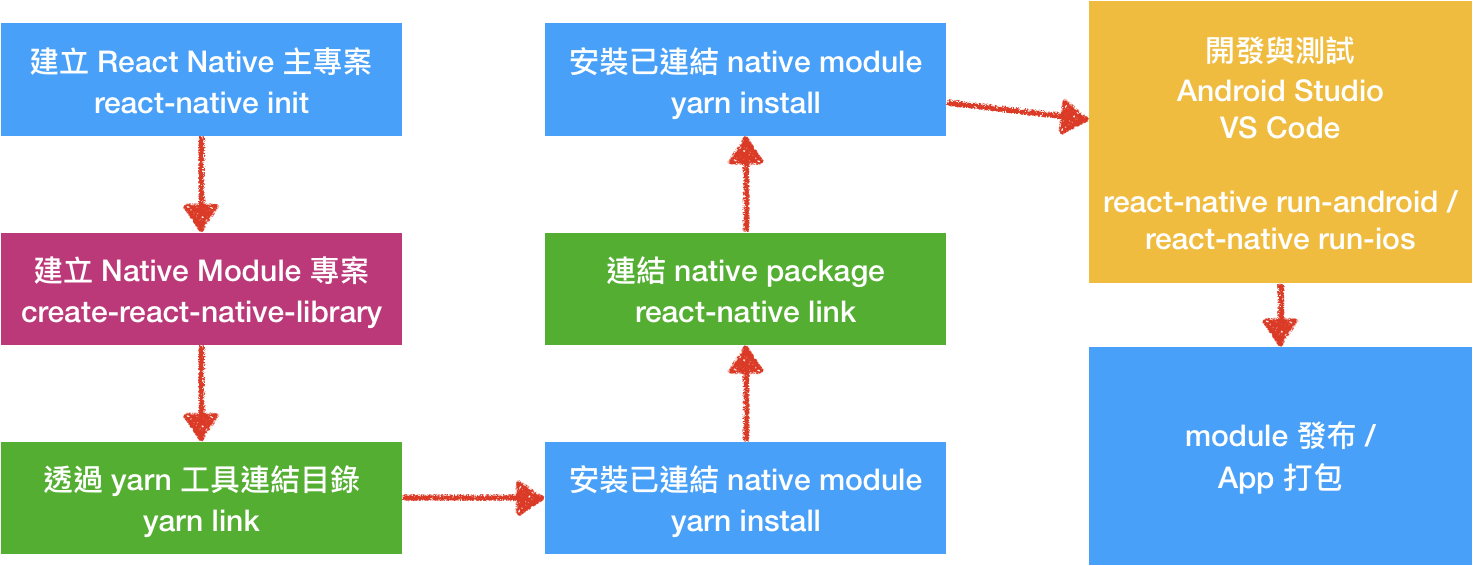 建立 React Native 主專案
react-native init
建立 Native Module 專案
create-react-native-library
透過 yarn 工具連結目錄
yarn link
安裝已連結 native module
yarn install
連結 native package
react-native link
安裝已連結 native module
yarn install
開發與測試
Android Studio
VS Code
react-native run-android /
react-native run-ios
module 發布 /
App 打包